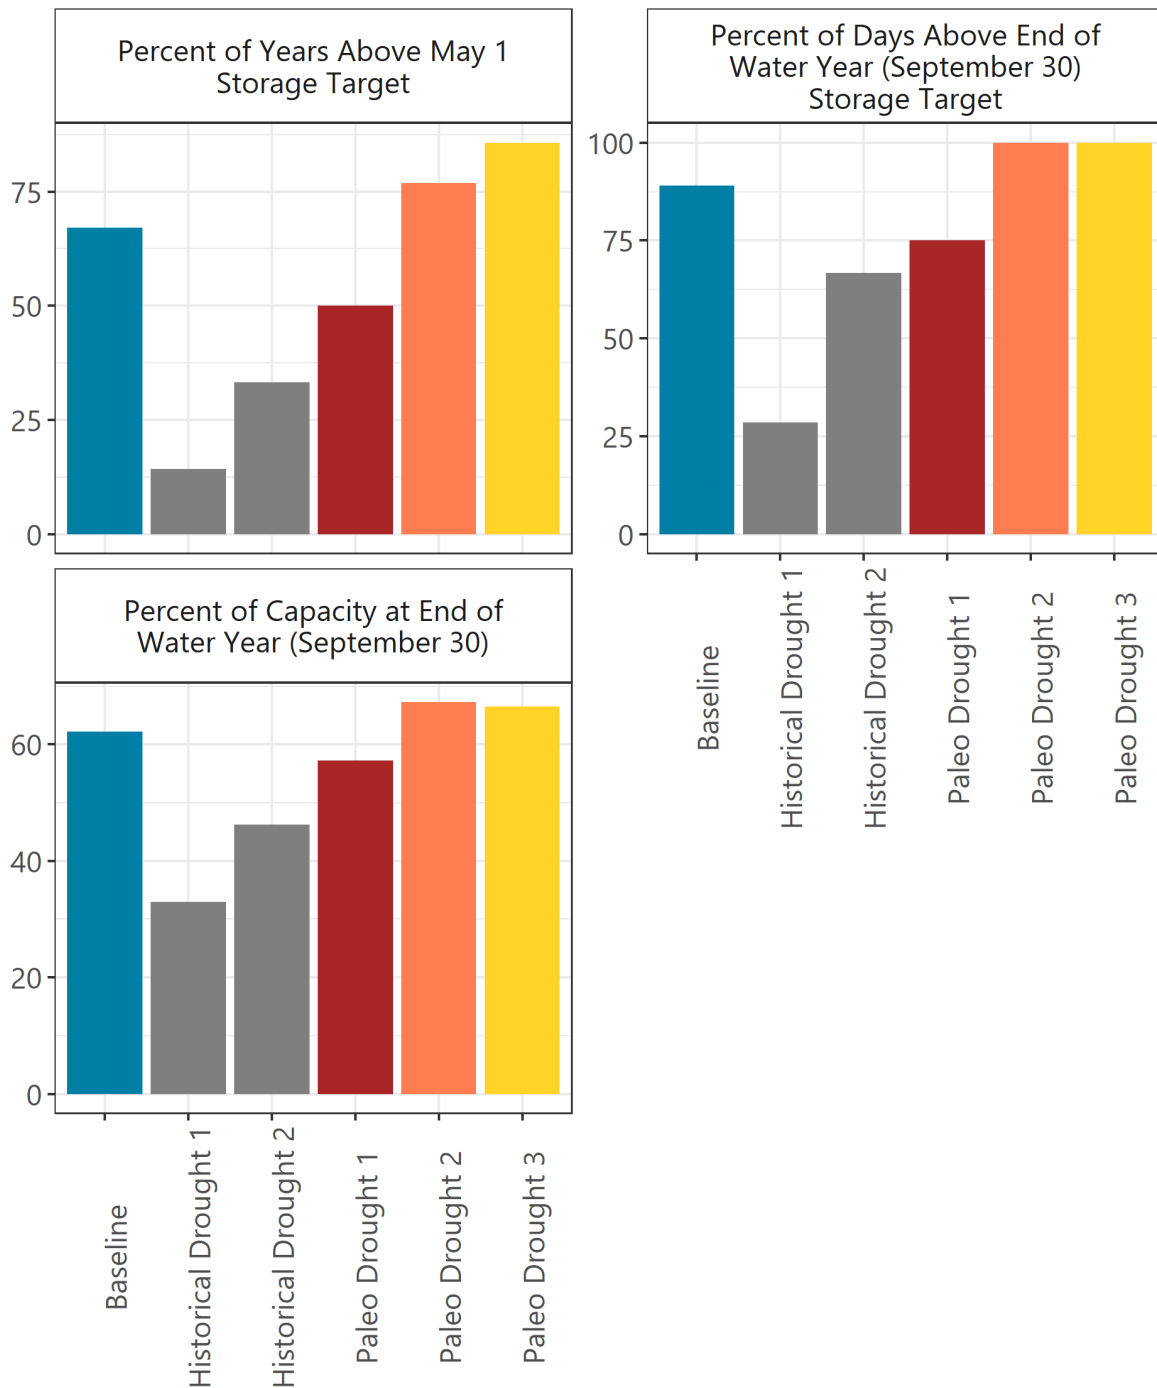 Percent of Years Above May 1
Storage Target
75
50
25
0
Percent of Days Above End of
Water Year (September 30)
Storage Target
100
75
50
25
0
Baseline
Historical Drought 1
Historical Drought 2
Paleo Drought 1
Paleo Drought 2
Paleo Drought 3
Percent of Capacity at End of
Water Year (September 30)
60
40
20
0
Baseline
Historical Drought 1
Historical Drought 2
Paleo Drought 1
Paleo Drought 2
Paleo Drought 3